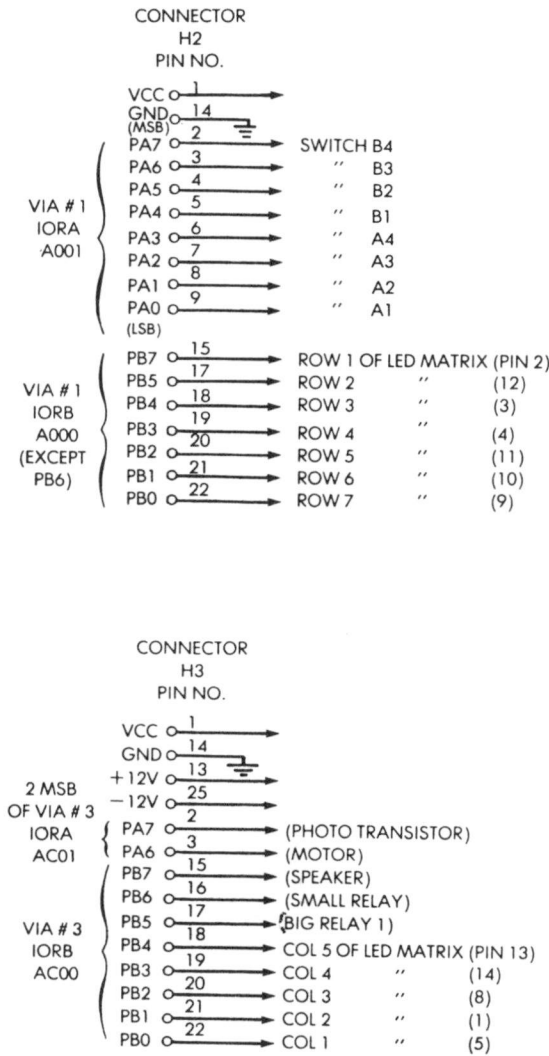 CONNECTOR
H2
PIN NO.
VCC 1
GND 14
(MSB)
PA7 2 SWITCH B4
PA6 3 " B3
PA5 4 " B2
PA4 5 " B1
PA3 6 " A4
PA2 7 " A3
PA1 8 " A2
PA0 9 " A1
(LSB)
VIA # 1
IORA
A001
PB7 15 ROW 1 OF LED MATRIX (PIN 2)
PB5 17 ROW 2 " (12)
PB4 18 ROW 3 " (3)
PB3 19 ROW 4 " (4)
PB2 20 ROW 5 " (11)
PB1 21 ROW 6 " (10)
PB0 22 ROW 7 " (9)
VIA # 1
IORB
A000
(EXCEPT
PB6)
CONNECTOR
H3
PIN NO.
VCC 1
GND 14
+12V 13
−12V 25
PA7 2 (PHOTO TRANSISTOR)
PA6 3 (MOTOR)
2 MSB
OF VIA # 3
IORA
AC01
PB7 15 (SPEAKER)
PB6 16 (SMALL RELAY)
PB5 17 (BIG RELAY 1)
PB4 18 COL 5 OF LED MATRIX (PIN 13)
PB3 19 COL 4 " (14)
PB2 20 COL 3 " (8)
PB1 21 COL 2 " (1)
PB0 22 COL 1 " (5)
VIA # 3
IORB
AC00